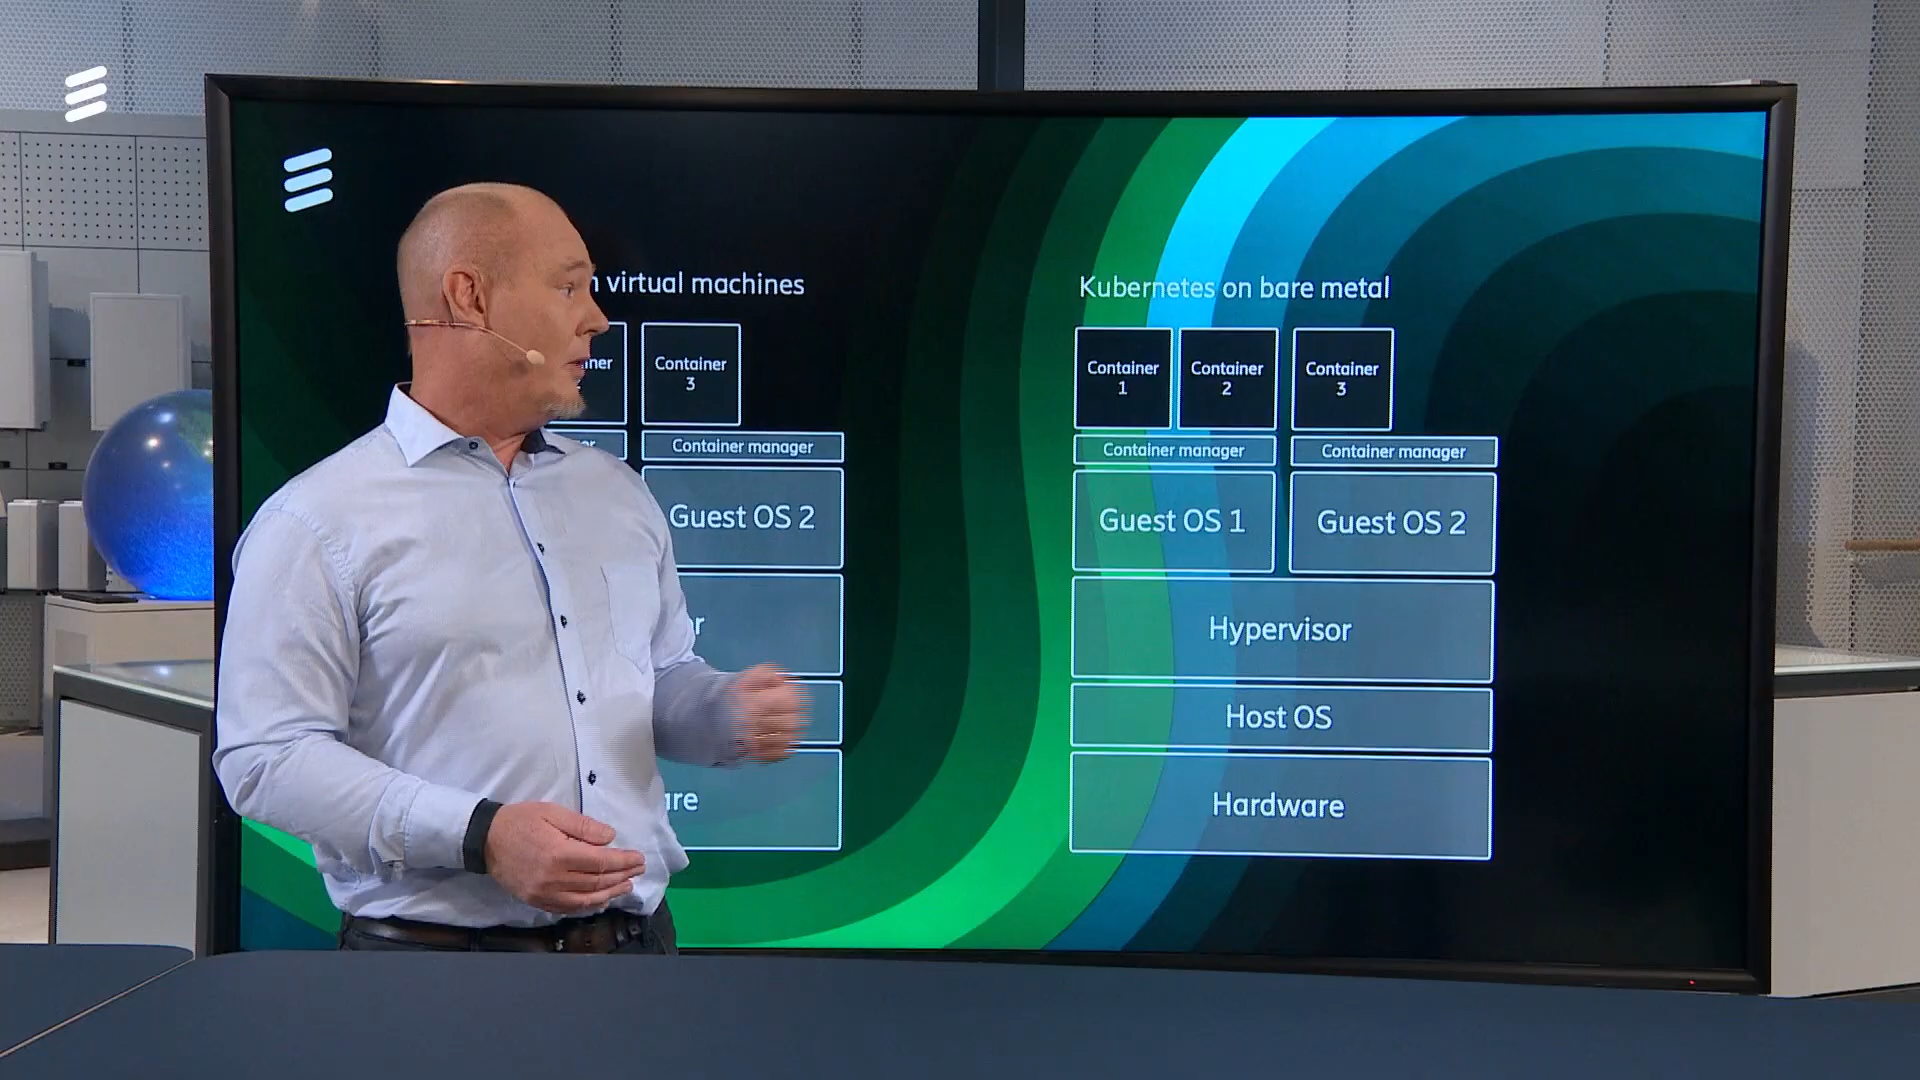 virtual machines
Container
3
Container manager
Guest OS 2
Kubernetes on bare metal
Container
1
Container
2
Container
3
Container manager
Container manager
Guest OS 1
Guest OS 2
Hypervisor
Host OS
Hardware